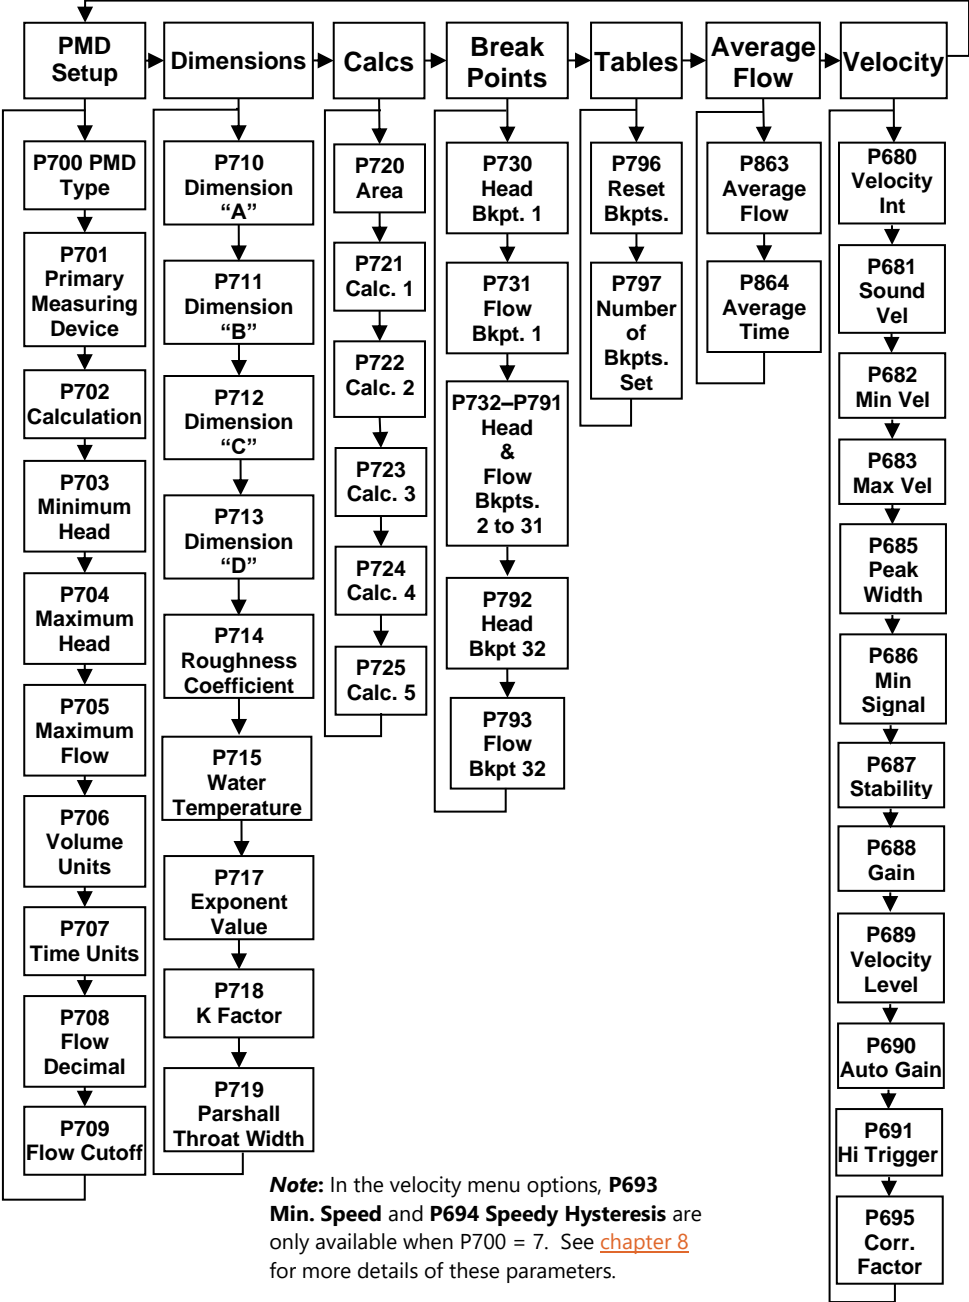 PMD
Setup
Dimensions
Calcs
Break
Points
Tables
Average
Flow
Velocity
P700 PMD
Type
P701
Primary
Measuring
Device
P702
Calculation
P703
Minimum
Head
P704
Maximum
Head
P705
Maximum
Flow
P706
Volume
Units
P707
Time Units
P708
Flow
Decimal
P709
Flow Cutoff
P710
Dimension
“A”
P711
Dimension
“B”
P712
Dimension
“C”
P713
Dimension
“D”
P714
Roughness
Coefficient
P715
Water
Temperature
P717
Exponent
Value
P718
K Factor
P719
Parshall
Throat Width
P720
Area
P721
Calc. 1
P722
Calc. 2
P723
Calc. 3
P724
Calc. 4
P725
Calc. 5
P730
Head
Bkpt. 1
P731
Flow
Bkpt. 1
P732–P791
Head
&
Flow
Bkpts.
2 to 31
P792
Head
Bkpt 32
P793
Flow
Bkpt 32
P796
Reset
Bkpts.
P797
Number
of
Bkpts.
Set
P863
Average
Flow
P864
Average
Time
P680
Velocity
Int
P681
Sound
Vel
P682
Min Vel
P683
Max Vel
P685
Peak
Width
P686
Min
Signal
P687
Stability
P688
Gain
P689
Velocity
Level
P690
Auto Gain
P691
Hi Trigger
P695
Corr.
Factor
Note: In the velocity menu options, P693
Min. Speed and P694 Speedy Hysteresis are
only available when P700 = 7. See chapter 8
for more details of these parameters.